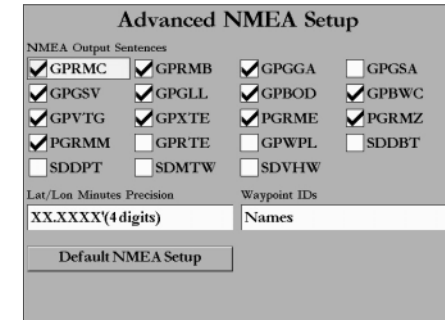 Advanced NMEA Setup
NMEA Output Sentences
GPRMC GPRMB GPGGA GPGSA
GPGSV GPGLL GPBOD GPBWC
GPVTG GPXTE PGRME PGRMZ
PGRMM GPRTE GPWPL SDDBT
SDDPT SDMTW SDVHW
Lat/Lon Minutes Precision Waypoint IDs
XX.XXXX'(4 digits) Names
Default NMEA Setup